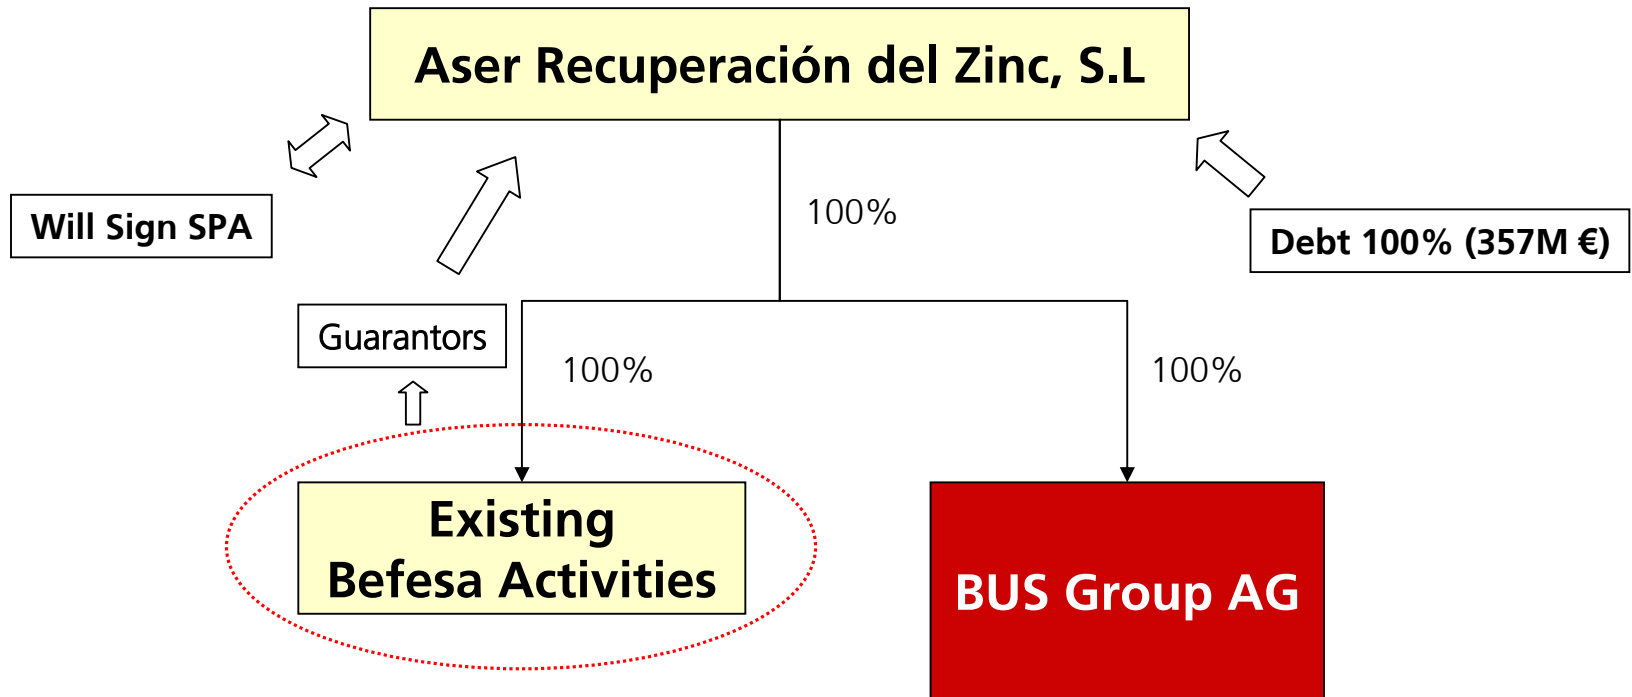 Aser Recuperación del Zinc, S.L
Will Sign SPA
100%
Debt 100% (357M €)
Guarantors
100%
100%
Existing
Befesa Activities
BUS Group AG